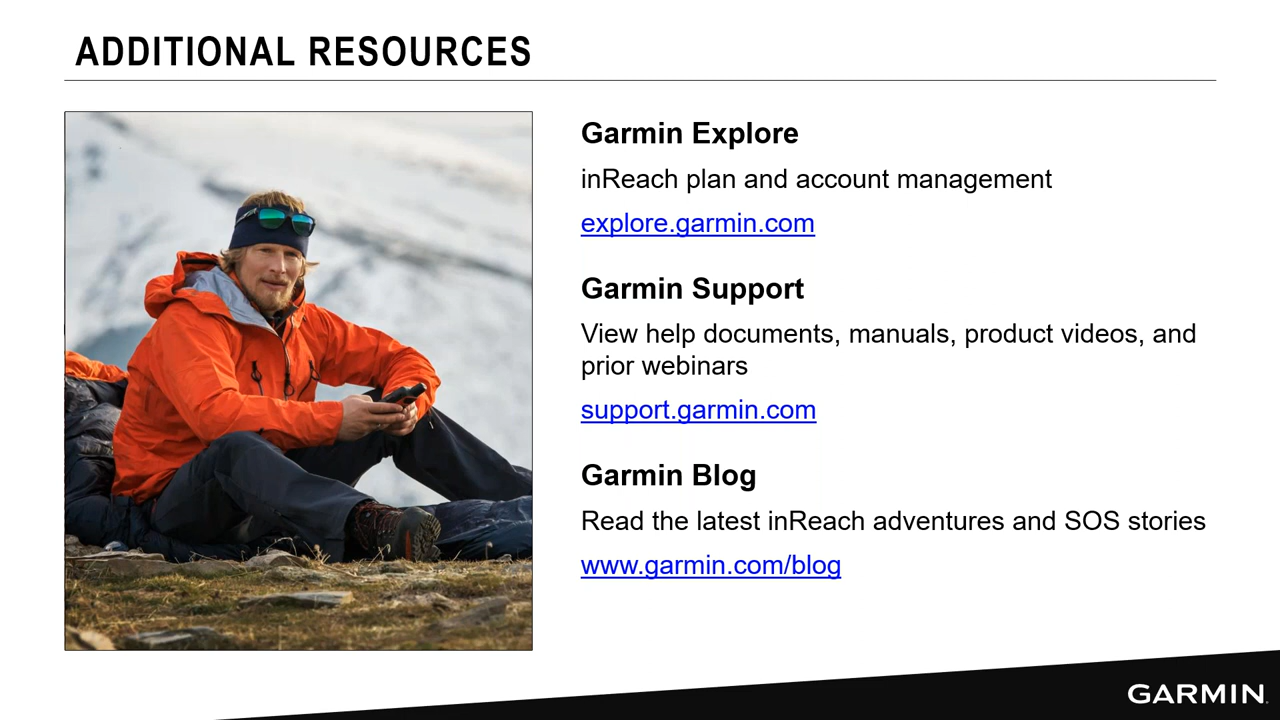 ADDITIONAL RESOURCES
Garmin Explore
inReach plan and account management
explore.garmin.com
Garmin Support
View help documents, manuals, product videos, and
prior webinars
support.garmin.com
Garmin Blog
Read the latest inReach adventures and SOS stories
www.garmin.com/blog
GARMIN